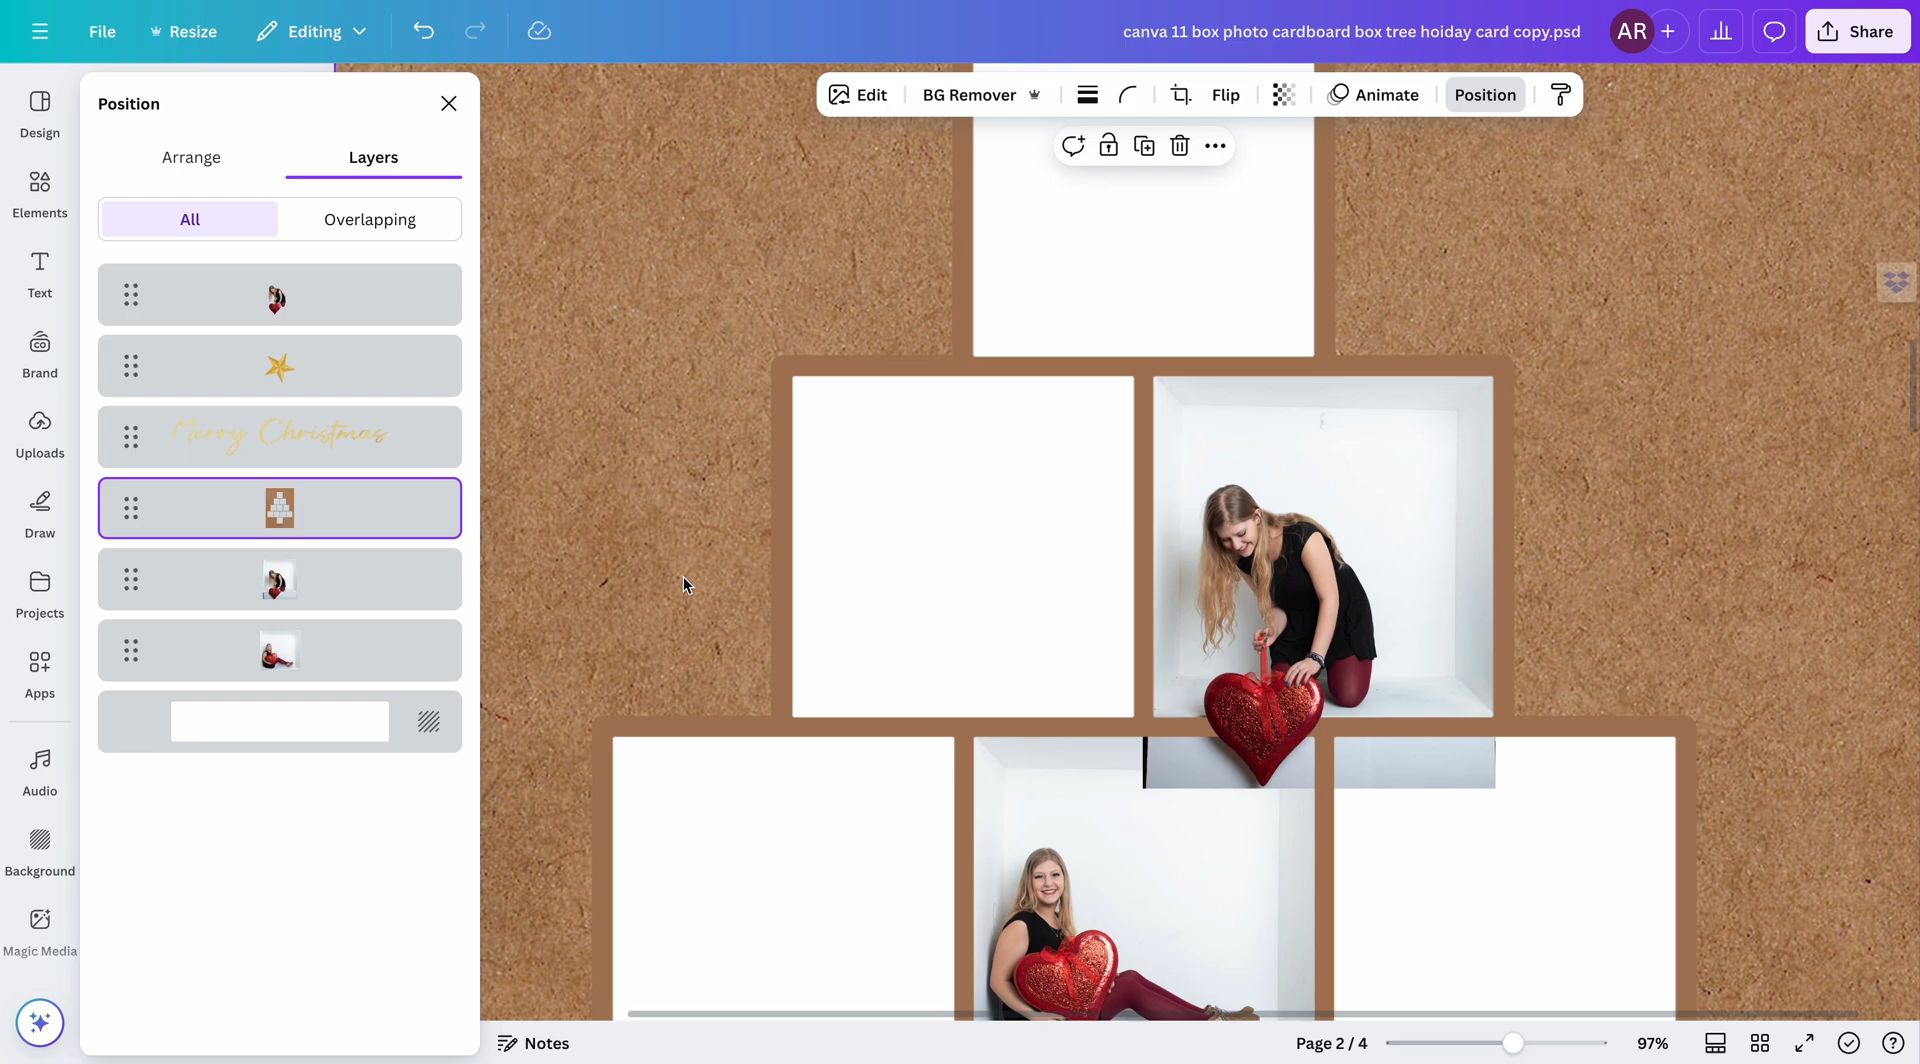 File
Resize
Editing
canva 11 box photo cardboard box tree hoiday card copy.psd
AR
Share
Design
Elements
Text
Brand
Uploads
Draw
Projects
Apps
Audio
Background
Magic Media
Position
Arrange
Layers
All
Overlapping
Merry Christmas
Edit
BG Remover
Flip
Animate
Position
Notes
Page 2 / 4
97%